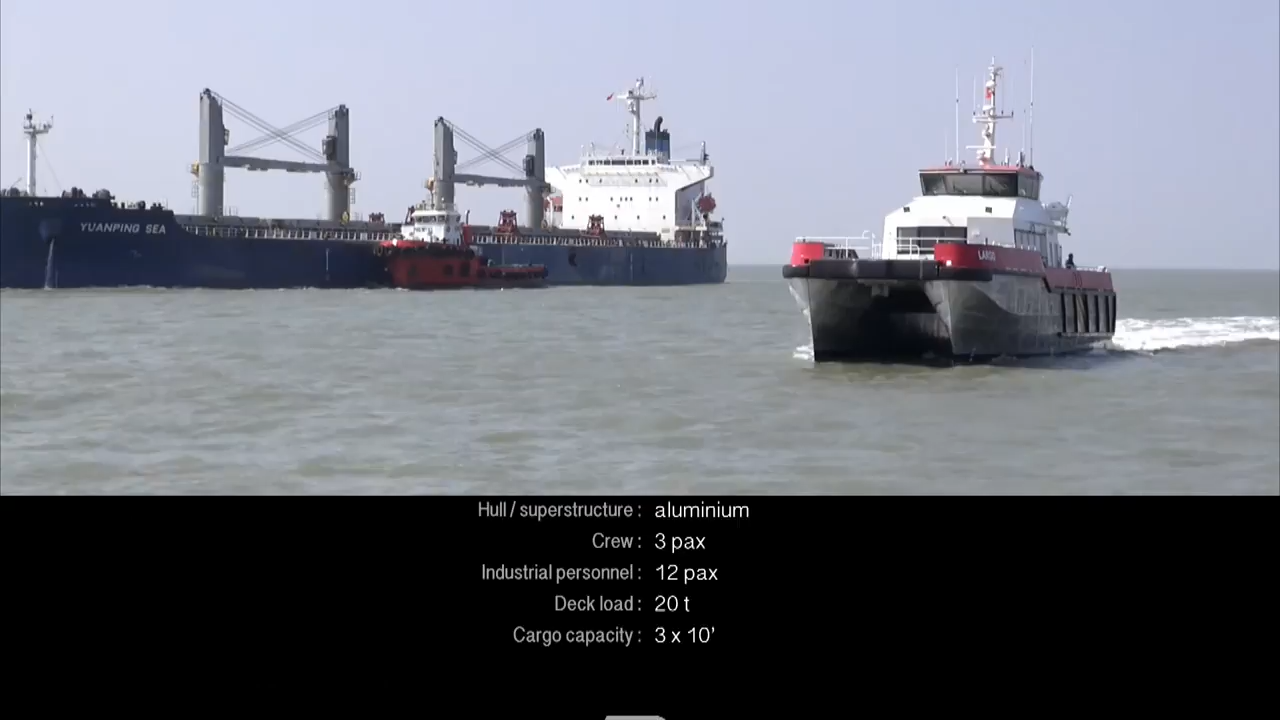 YUANPING SEA
Hull / superstructure : aluminium
Crew : 3 pax
Industrial personnel : 12 pax
Deck load : 20 t
Cargo capacity : 3 x 10’